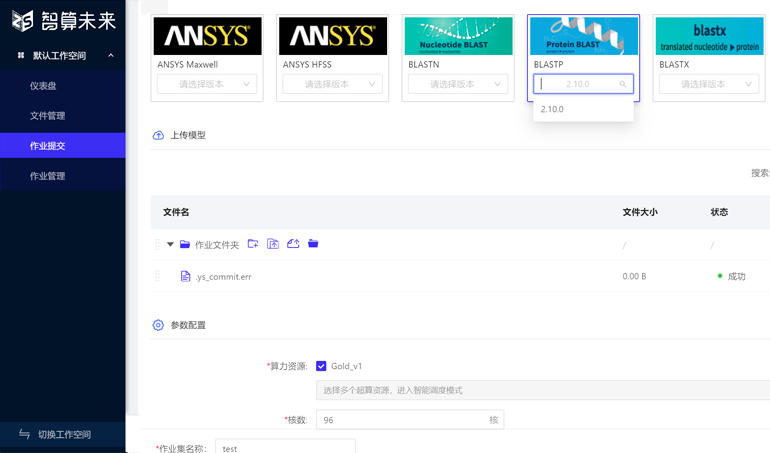 智算未来
默认工作空间
仪表盘
文件管理
作业提交
作业管理
切换工作空间
ANSYS
ANSYS Maxwell
请选择版本
ANSYS
ANSYS HFSS
请选择版本
Nucleotide BLAST
BLASTN
请选择版本
Protein BLAST
BLASTP
2.10.0
2.10.0
blastx
translated nucleotide ▸ protein
BLASTX
请选择版本
上传模型
搜索
文件名 文件大小 状态
作业文件夹 / /
.ys_commit.err 0.00 B 成功
参数配置
*算力资源: Gold_v1
选择多个超算资源，进入智能调度模式
*核数: 96 核
*作业集名称: test